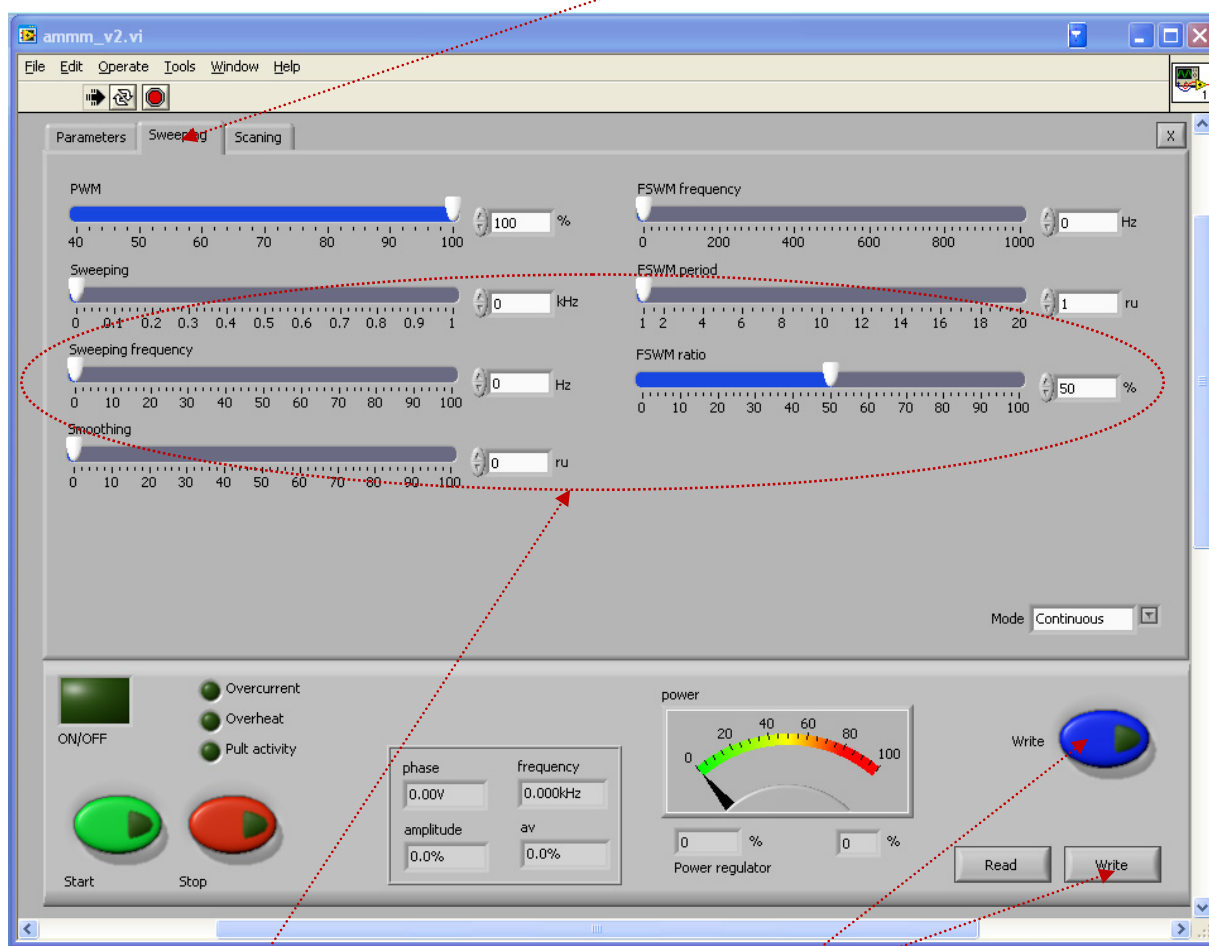 ammm_v2.vi
File Edit Operate Tools Window Help
1
Parameters Sweeping Scaning X
PWM
100 %
40 50 60 70 80 90 100
FSWM frequency
0 Hz
0 200 400 600 800 1000
Sweeping
0 kHz
0 0.1 0.2 0.3 0.4 0.5 0.6 0.7 0.8 0.9 1
FSWM period
1 ru
1 2 4 6 8 10 12 14 16 18 20
Sweeping frequency
0 Hz
0 10 20 30 40 50 60 70 80 90 100
FSWM ratio
50 %
0 10 20 30 40 50 60 70 80 90 100
Smoothing
0 ru
0 10 20 30 40 50 60 70 80 90 100
Mode Continuous
ON/OFF
Overcurrent
Overheat
Pult activity
Start Stop
phase frequency
0.00V 0.000kHz
amplitude av
0.0% 0.0%
power
0 20 40 60 80 100
0 % 0 %
Power regulator
Write
Read Write